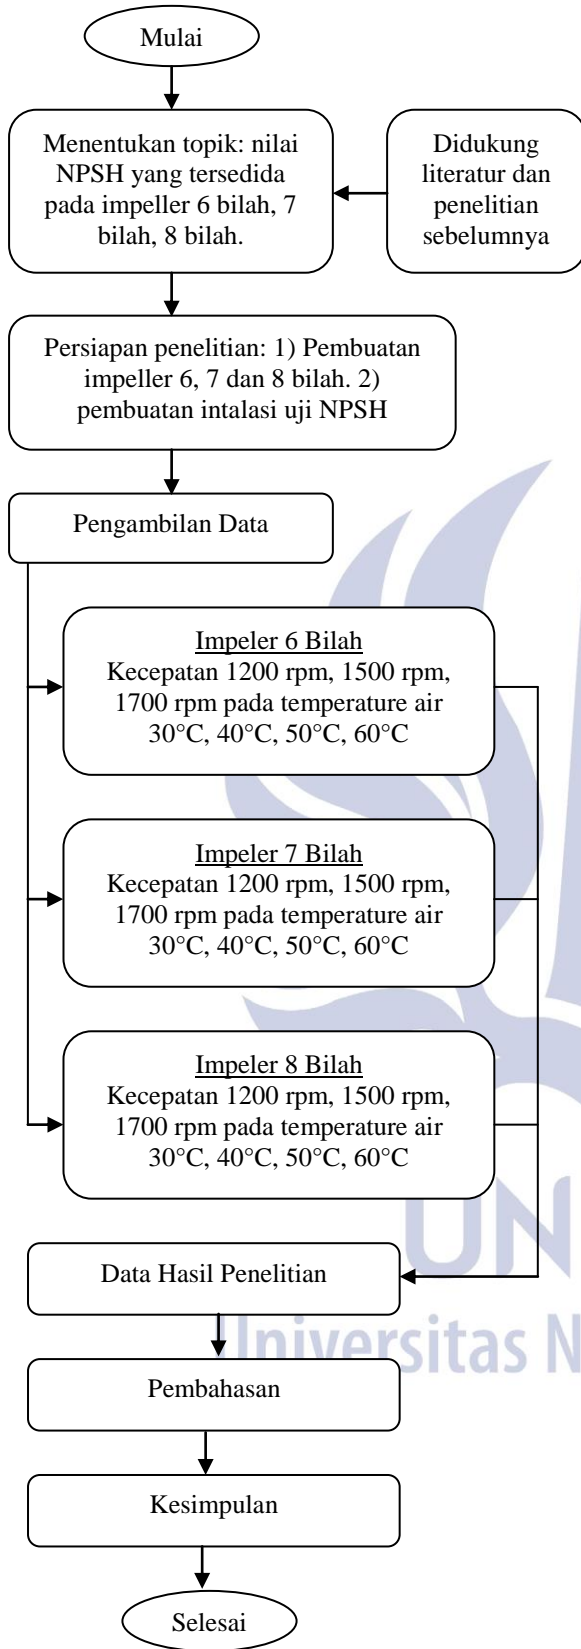 Mulai
Menentukan topik: nilai
NPSH yang tersedida
pada impeller 6 bilah, 7
bilah, 8 bilah.
Didukung
literatur dan
penelitian
sebelumnya
Persiapan penelitian: 1) Pembuatan
impeller 6, 7 dan 8 bilah. 2)
pembuatan intalasi uji NPSH
Pengambilan Data
Impeler 6 Bilah
Kecepatan 1200 rpm, 1500 rpm,
1700 rpm pada temperature air
30°C, 40°C, 50°C, 60°C
Impeler 7 Bilah
Kecepatan 1200 rpm, 1500 rpm,
1700 rpm pada temperature air
30°C, 40°C, 50°C, 60°C
Impeler 8 Bilah
Kecepatan 1200 rpm, 1500 rpm,
1700 rpm pada temperature air
30°C, 40°C, 50°C, 60°C
UN
Data Hasil Penelitian
Universitas N
Pembahasan
Kesimpulan
Selesai